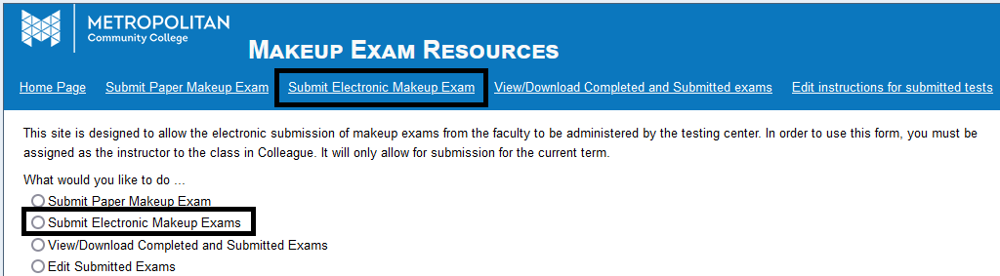 METROPOLITAN
Community College
MAKEUP EXAM RESOURCES
Home Page Submit Paper Makeup Exam Submit Electronic Makeup Exam View/Download Completed and Submitted exams Edit instructions for submitted tests
This site is designed to allow the electronic submission of makeup exams from the faculty to be administered by the testing center. In order to use this form, you must be
assigned as the instructor to the class in Colleague. It will only allow for submission for the current term.
What would you like to do ...
Submit Paper Makeup Exam
Submit Electronic Makeup Exams
View/Download Completed and Submitted Exams
Edit Submitted Exams